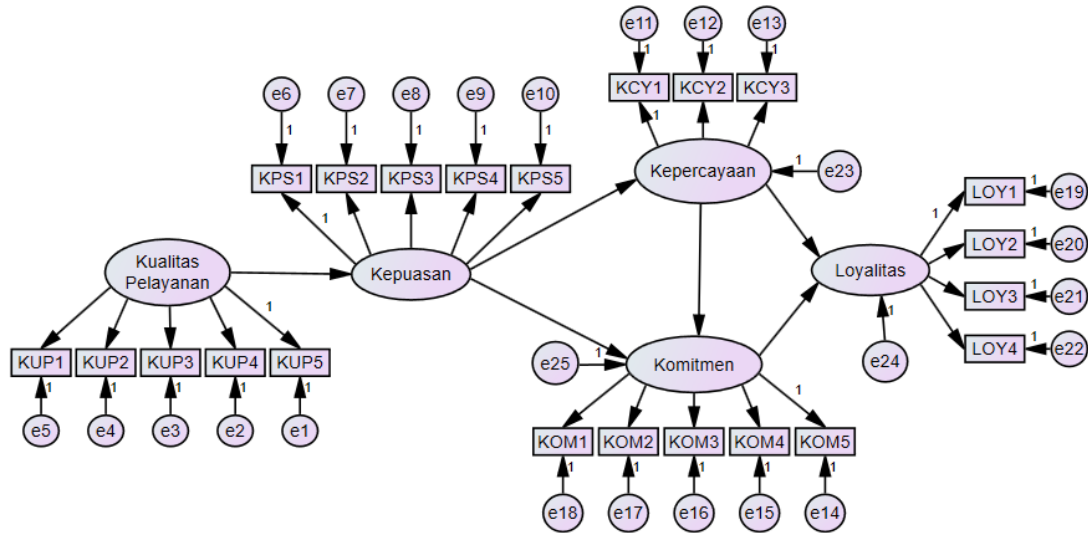 e11 e12 e13
1 1 1
KCY1 KCY2 KCY3
1
e6 e7 e8 e9 e10
1 1 1 1 1
KPS1 KPS2 KPS3 KPS4 KPS5
1
Kepercayaan
1
e23
LOY1 1 e19
1
LOY2 1 e20
LOY3 1 e21
LOY4 1 e22
Kualitas
Pelayanan
Kepuasan
Loyalitas
1
e24
1
KUP1 KUP2 KUP3 KUP4 KUP5
1 1 1 1 1
e5 e4 e3 e2 e1
e25
1
Komitmen
1
KOM1 KOM2 KOM3 KOM4 KOM5
1 1 1 1 1
e18 e17 e16 e15 e14